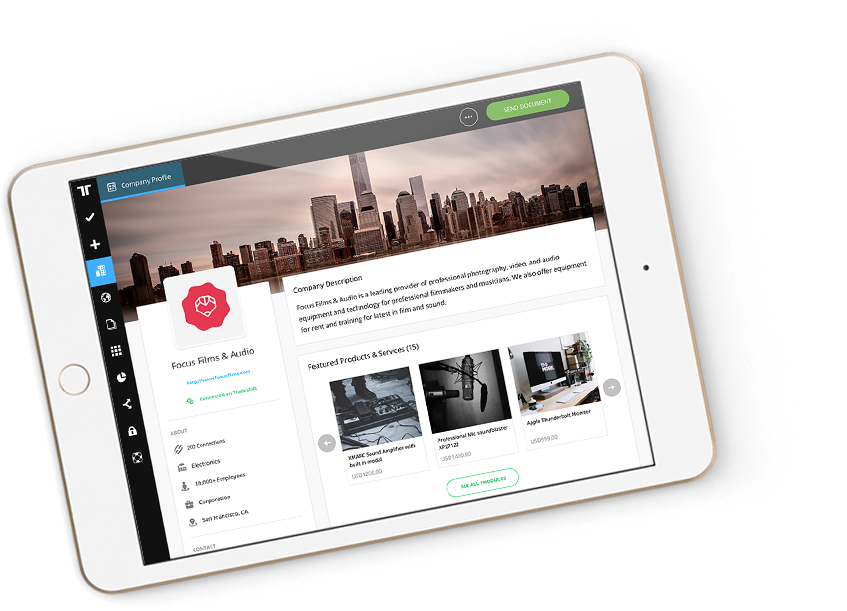 SEND DOCUMENT
Company Profile
Company Description
Focus Films & Audio is a leading provider of professional photography, video, and audio
equipment and technology for professional filmmakers and musicians. We also offer equipment
for rent and training for latest in film and sound.
Focus Films & Audio
http://www.focusfilms.com
Connected on Tradeshift
ABOUT
203 Connections
Electronics
10,000+ Employees
Corporation
San Francisco, CA
CONTACT
Featured Products & Services (15)
XMARC Sound Amplifier with
built in modul
USD1200.00
Professional Mic soundblaster
USD1400.80
Apple Thunderbolt Monitor
USD999.00
SEE ALL PRODUCTS